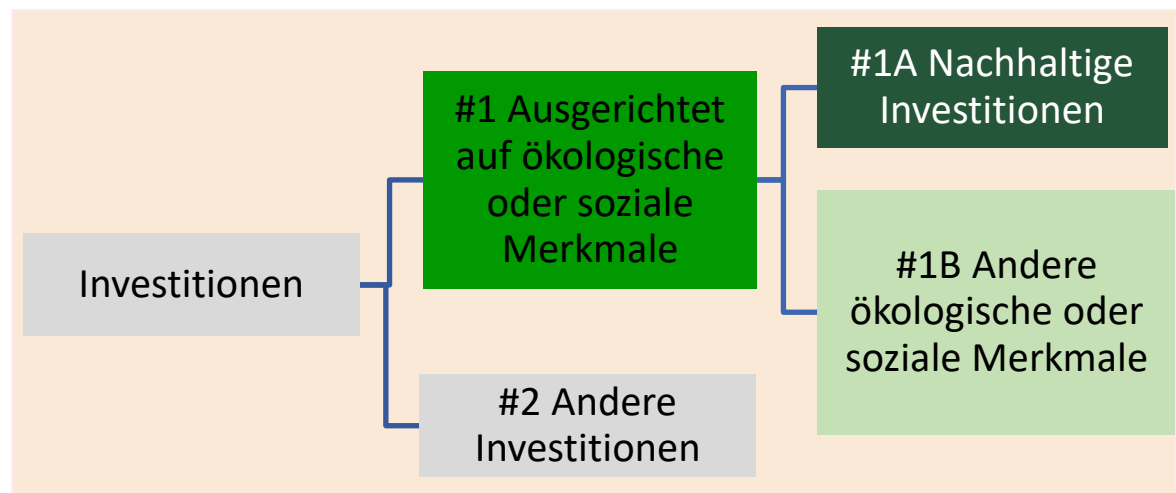 Investitionen
#1 Ausgerichtet
auf ökologische
oder soziale
Merkmale
#2 Andere
Investitionen
#1A Nachhaltige
Investitionen
#1B Andere
ökologische oder
soziale Merkmale